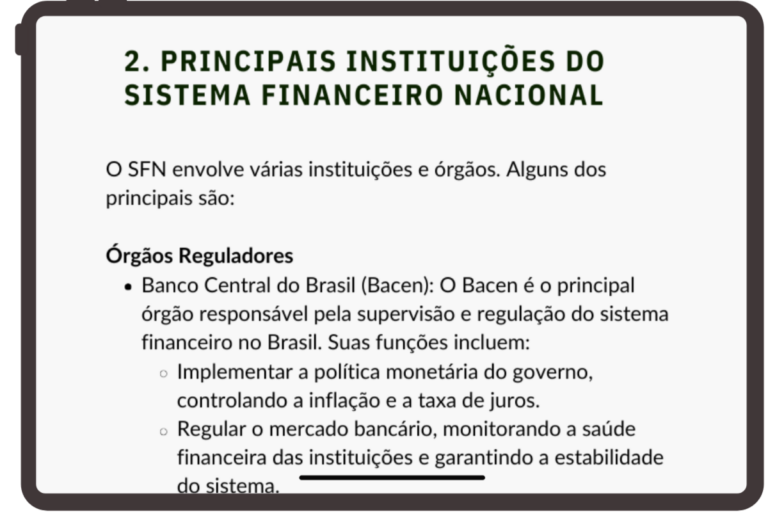 2. PRINCIPAIS INSTITUIÇÕES DO
SISTEMA FINANCEIRO NACIONAL
O SFN envolve várias instituições e órgãos. Alguns dos
principais são:
Órgãos Reguladores
• Banco Central do Brasil (Bacen): O Bacen é o principal
órgão responsável pela supervisão e regulação do sistema
financeiro no Brasil. Suas funções incluem:
◦ Implementar a política monetária do governo,
controlando a inflação e a taxa de juros.
◦ Regular o mercado bancário, monitorando a saúde
financeira das instituições e garantindo a estabilidade
do sistema.